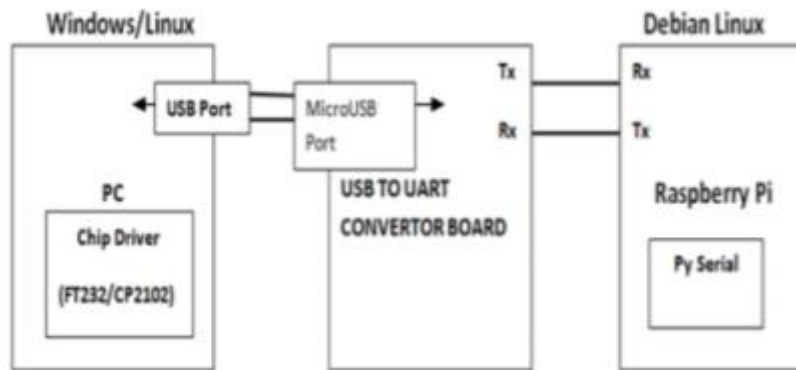 Windows/Linux
Debian Linux
USB Port
MicroUSB
Port
Tx
Rx
Rx
Tx
PC
Chip Driver
(FT232/CP2102)
USB TO UART
CONVERTOR BOARD
Raspberry Pi
Py Serial